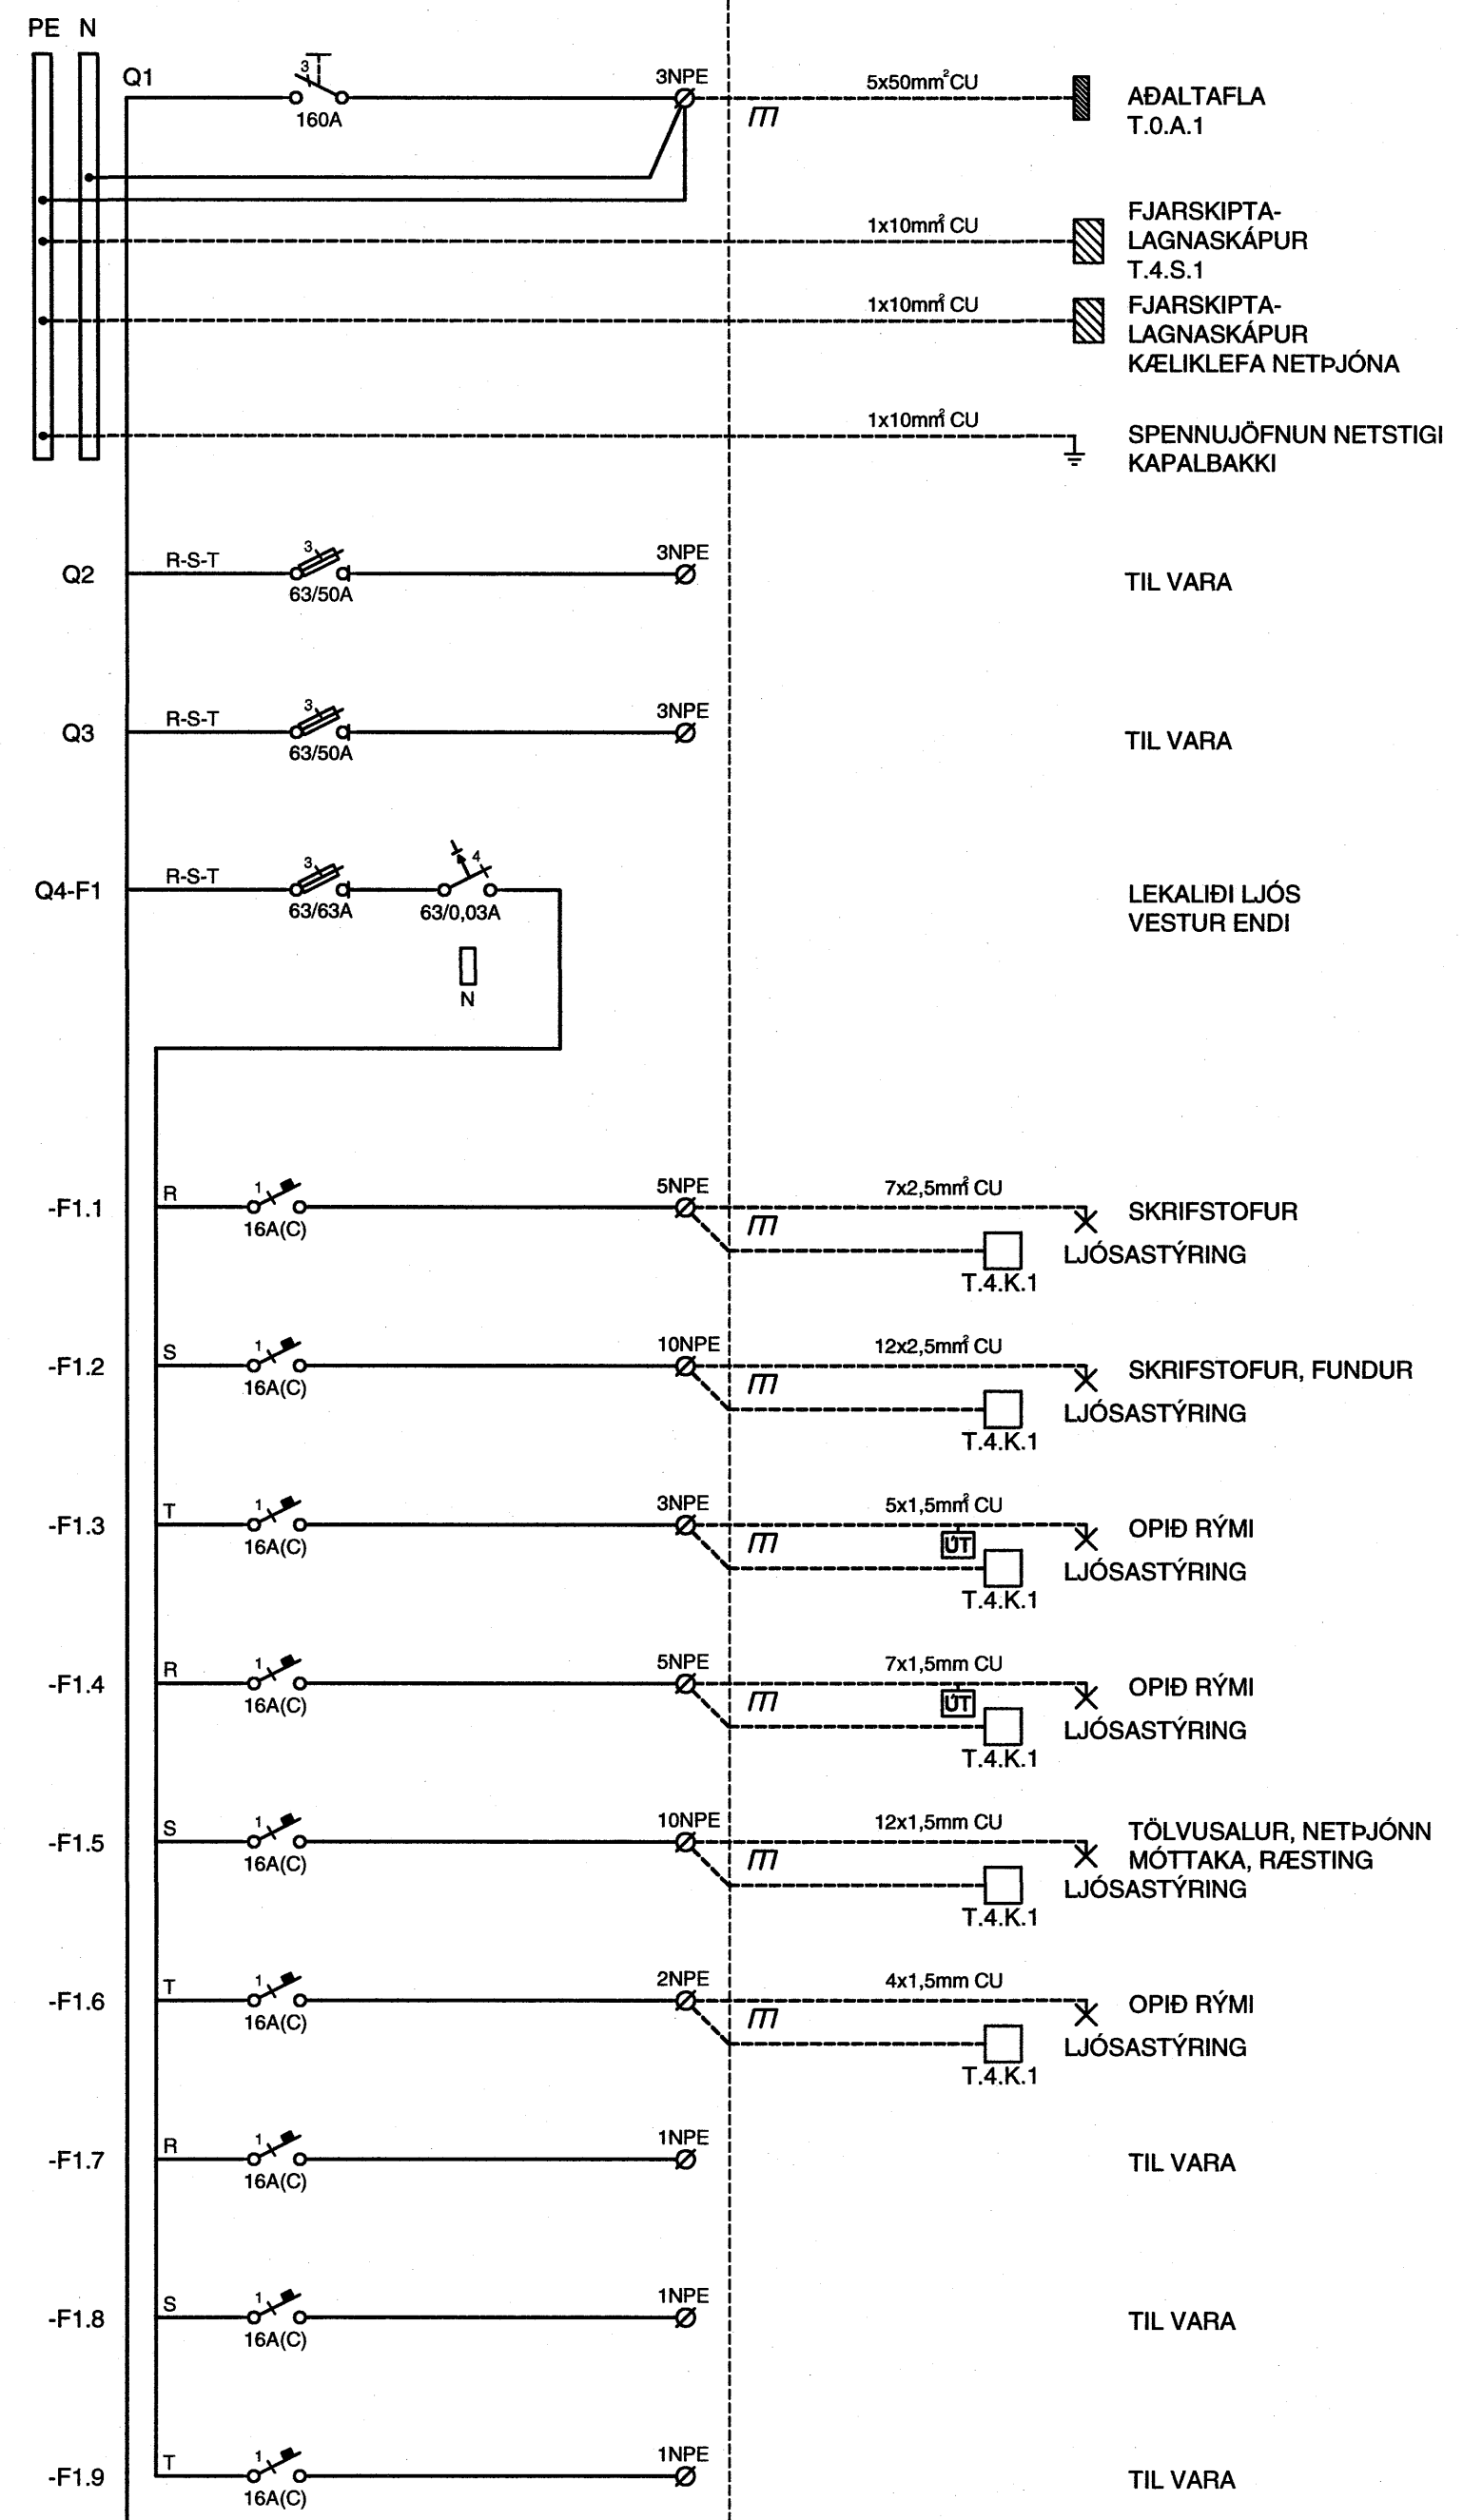 PE N
Q1
3
160A
3NPE
5x50mm² CU
AÐALTAFLA
T.0.A.1
1x10mm² CU
FJARSKIPTA-
LAGNASKÁPUR
T.4.S.1
1x10mm² CU
FJARSKIPTA-
LAGNASKÁPUR
KÆLIKLEFA NETÞJÓNA
1x10mm² CU
SPENNUJÖFNUN NETSTIGI
KAPALBAKKI
Q2
R-S-T
3
63/50A
3NPE
TIL VARA
Q3
R-S-T
3
63/50A
3NPE
TIL VARA
Q4-F1
R-S-T
3
63/63A
4
63/0,03A
N
LEKALIÐI LJÓS
VESTUR ENDI
-F1.1
R
1
16A(C)
5NPE
7x2,5mm² CU
SKRIFSTOFUR
LJÓSASTÝRING
T.4.K.1
-F1.2
S
1
16A(C)
10NPE
12x2,5mm² CU
SKRIFSTOFUR, FUNDUR
LJÓSASTÝRING
T.4.K.1
-F1.3
T
1
16A(C)
3NPE
5x1,5mm² CU
ÚT
OPIÐ RÝMI
LJÓSASTÝRING
T.4.K.1
-F1.4
R
1
16A(C)
5NPE
7x1,5mm CU
ÚT
OPIÐ RÝMI
LJÓSASTÝRING
T.4.K.1
-F1.5
S
1
16A(C)
10NPE
12x1,5mm CU
TÖLVUSALUR, NETÞJÓNN
MÓTTAKA, RÆSTING
LJÓSASTÝRING
T.4.K.1
-F1.6
T
1
16A(C)
2NPE
4x1,5mm CU
OPIÐ RÝMI
LJÓSASTÝRING
T.4.K.1
-F1.7
R
1
16A(C)
1NPE
TIL VARA
-F1.8
S
1
16A(C)
1NPE
TIL VARA
-F1.9
T
1
16A(C)
1NPE
TIL VARA